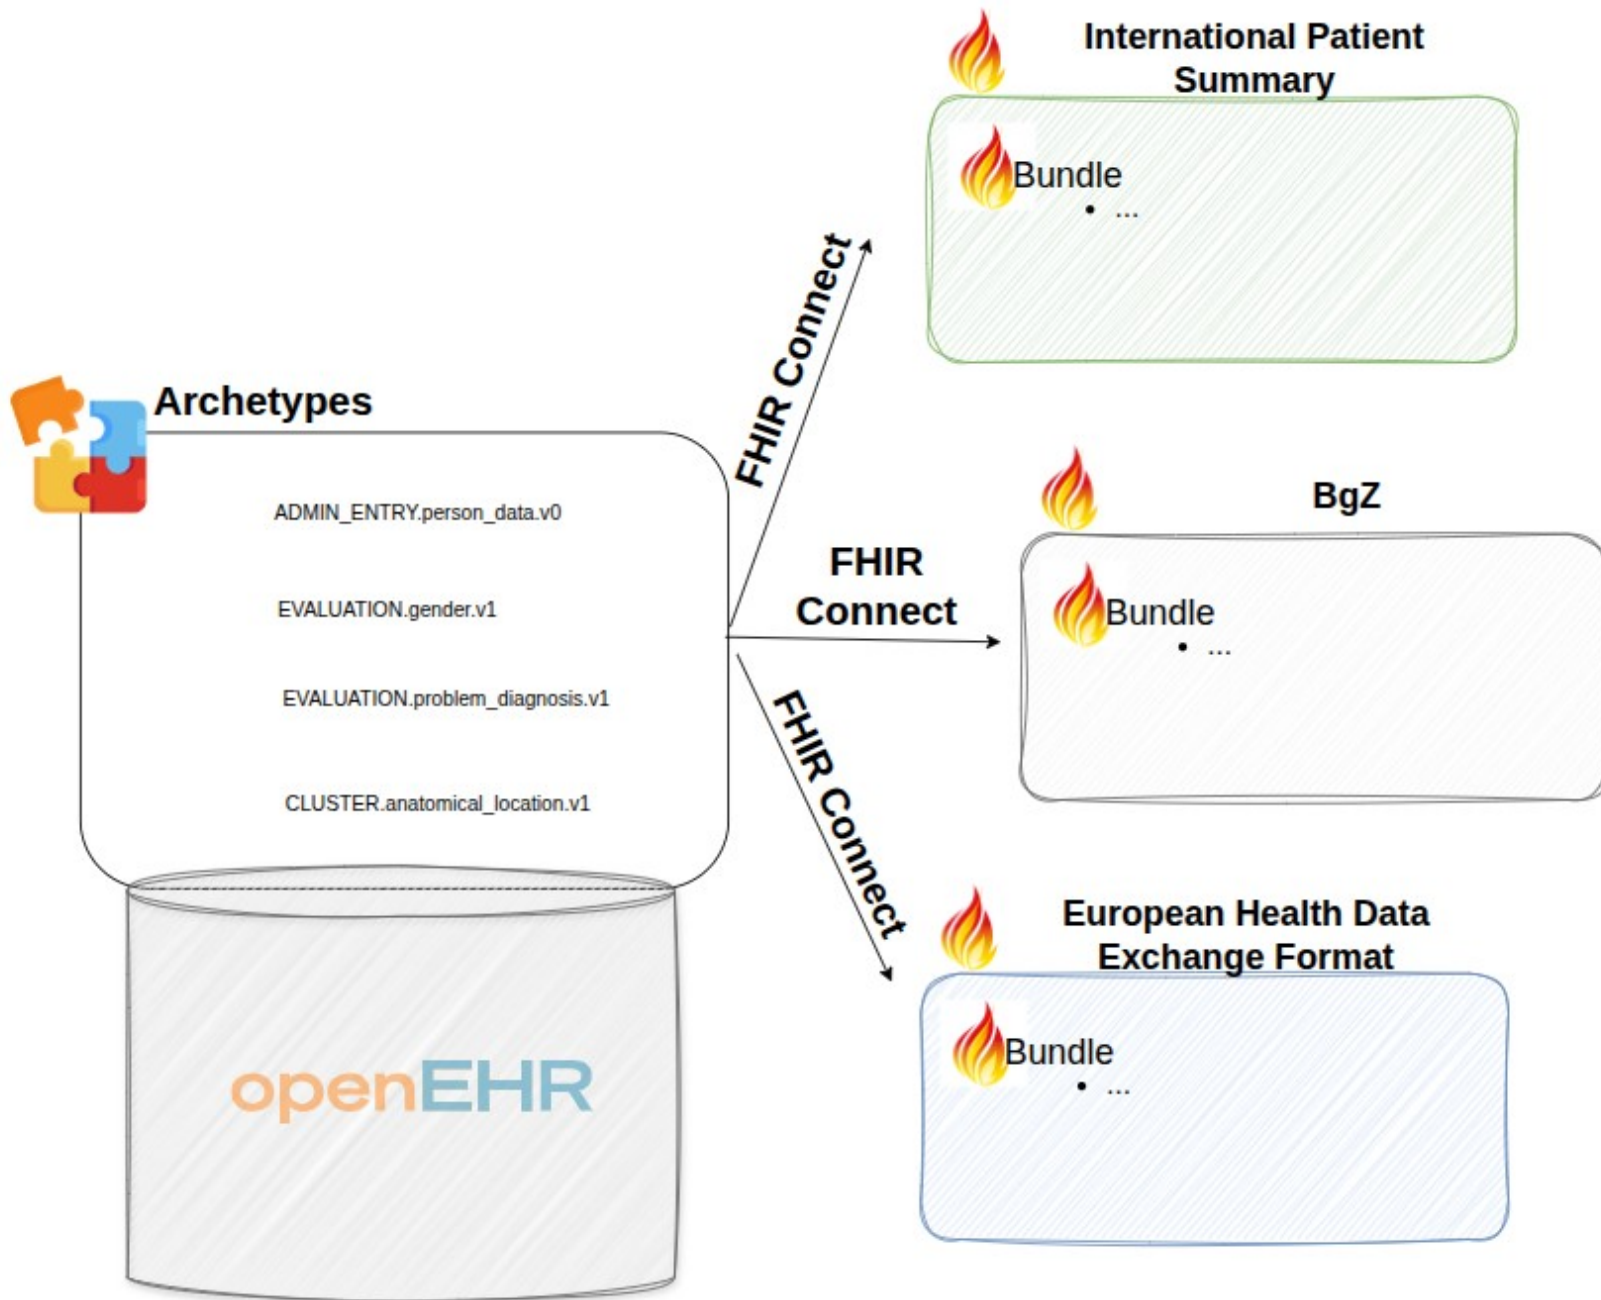 International Patient
Summary
Bundle
• ...
FHIR Connect
Archetypes
ADMIN_ENTRY.person_data.v0
EVALUATION.gender.v1
EVALUATION.problem_diagnosis.v1
CLUSTER.anatomical_location.v1
FHIR
Connect
BgZ
Bundle
• ...
FHIR Connect
European Health Data
Exchange Format
Bundle
• ...
openEHR